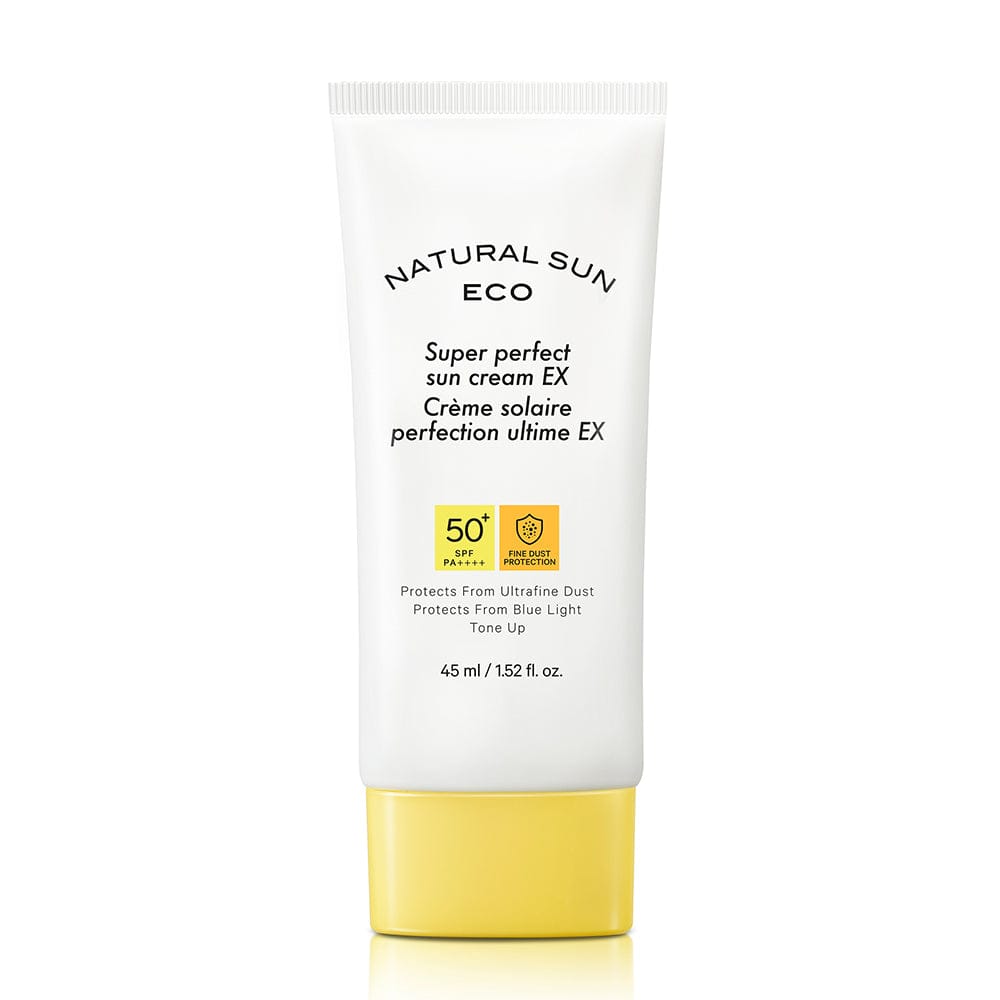 NATURAL SUN
ECO
Super perfect
sun cream EX
Crème solaire
perfection ultime EX
50+
SPF
PA++++
FINE DUST
PROTECTION
Protects From Ultrafine Dust
Protects From Blue Light
Tone Up
45 ml / 1.52 fl. oz.